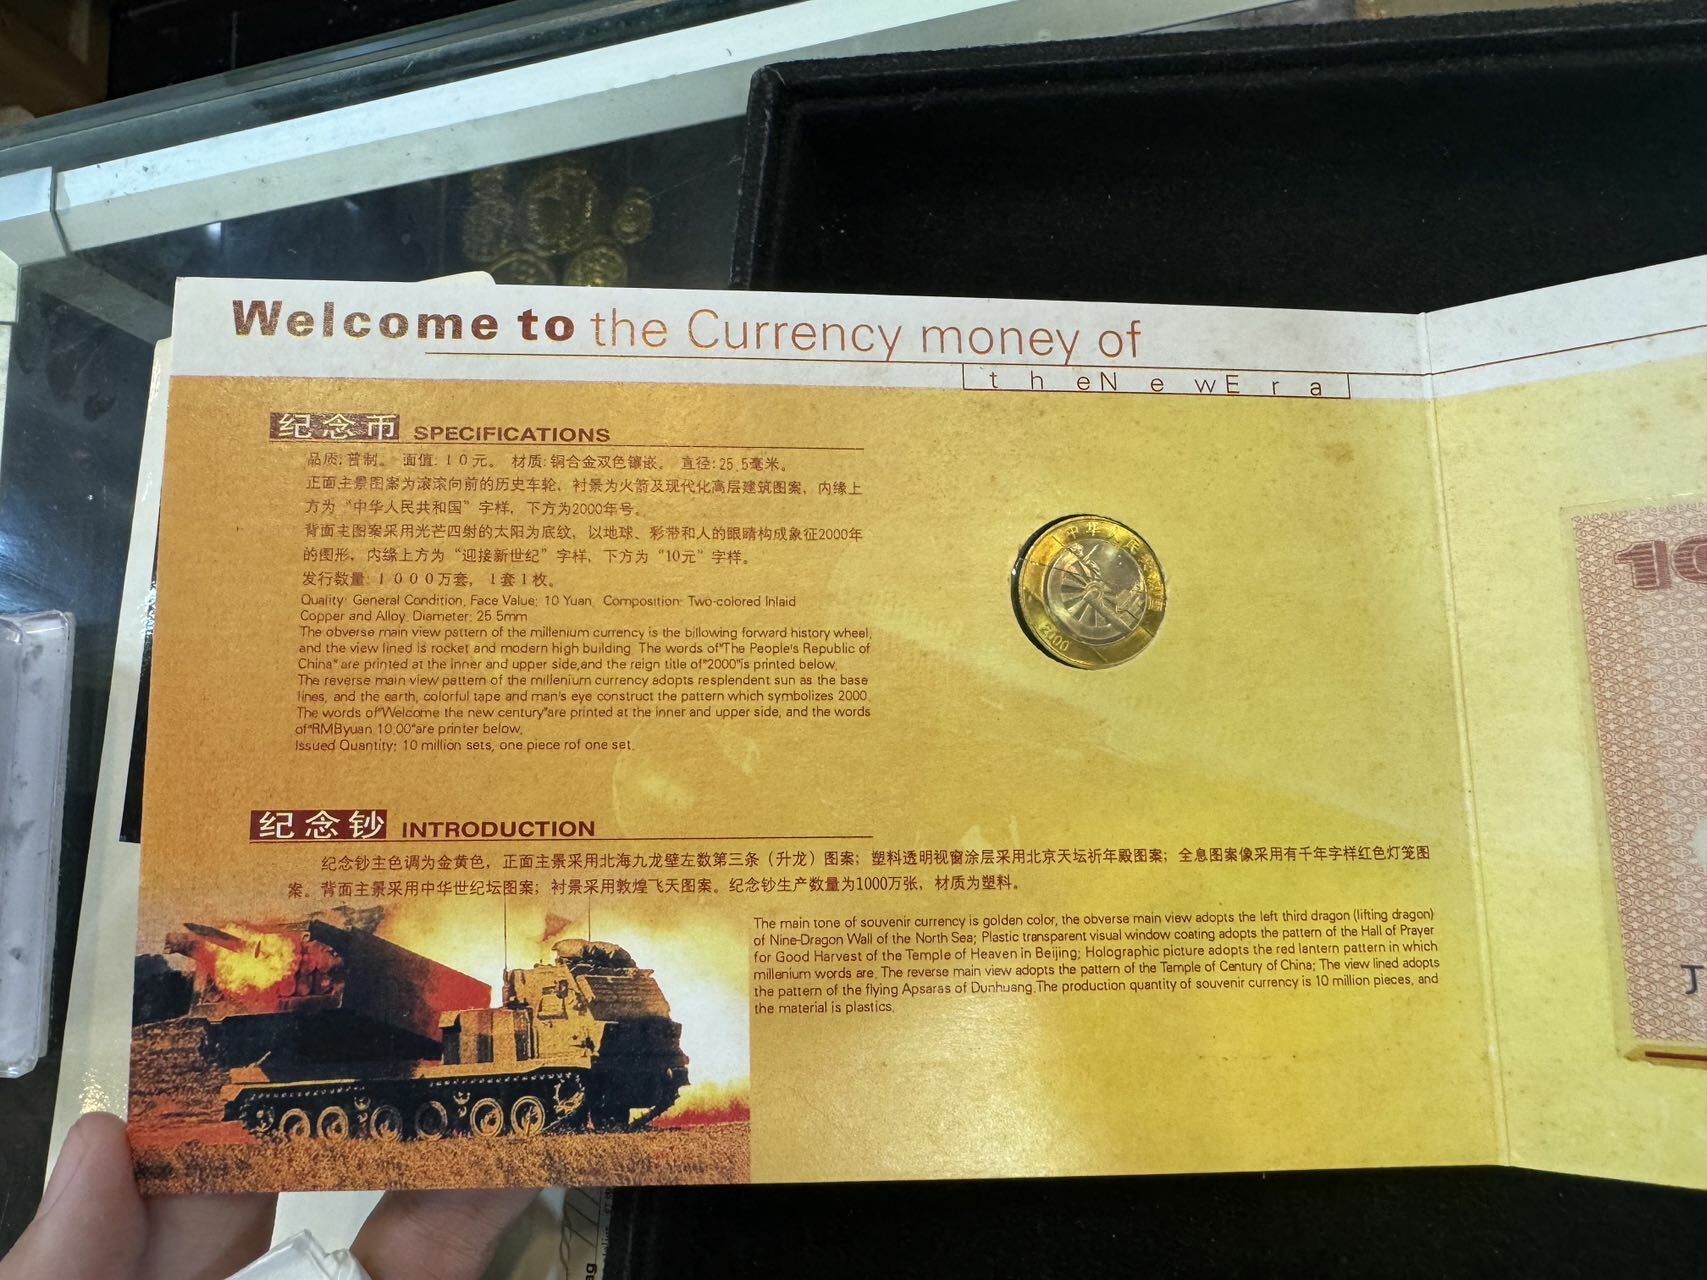 Welcome to the Currency money of
theNewEra
纪念币 SPECIFICATIONS
品质:普制。 面值:10元。 材质:铜合金双色镶嵌。 直径:25.5毫米。
正面主景图案为滚滚向前的历史车轮，衬景为火箭及现代化高层建筑图案，内缘上
方为“中华人民共和国”字样，下方为2000年号。
背面主图案采用光芒四射的太阳为底纹，以地球、彩带和人的眼睛构成象征2000年
的图形，内缘上方为“迎接新世纪”字样，下方为“10元”字样。
发行数量:1000万套，1套1枚。
Quality: General Condition, Face Value: 10 Yuan, Composition: Two-colored Inlaid
Copper and Alloy. Diameter: 25.5mm
The obverse main view pattern of the millenium currency is the billowing forward history wheel,
and the view lined is rocket and modern high building. The words of"The People's Republic of
China" are printed at the inner and upper side,and the reign title of"2000"is printed below.
The reverse main view pattern of the millenium currency adopts resplendent sun as the base
lines, and the earth, colorful tape and man's eye construct the pattern which symbolizes 2000.
The words of"Welcome the new century"are printed at the inner and upper side, and the words
of"RMByuan 10.00"are printer below.
Issued Quantity: 10 million sets, one piece rof one set.
中华人民共和国
2000
纪念钞 INTRODUCTION
纪念钞主色调为金黄色，正面主景采用北海九龙壁左数第三条（升龙）图案；塑料透明视窗涂层采用北京天坛祈年殿图案；全息图案像采用有千年字样红色灯笼图
案。背面主景采用中华世纪坛图案；衬景采用敦煌飞天图案。纪念钞生产数量为1000万张，材质为塑料。
The main tone of souvenir currency is golden color, the obverse main view adopts the left third dragon (lifting dragon)
of Nine-Dragon Wall of the North Sea; Plastic transparent visual window coating adopts the pattern of the Hall of Prayer
for Good Harvest of the Temple of Heaven in Beijing; Holographic picture adopts the red lantern pattern in which
millenium words are. The reverse main view adopts the pattern of the Temple of Century of China; The view lined adopts
the pattern of the flying Apsaras of Dunhuang.The production quantity of souvenir currency is 10 million pieces, and
the material is plastics.
10
J